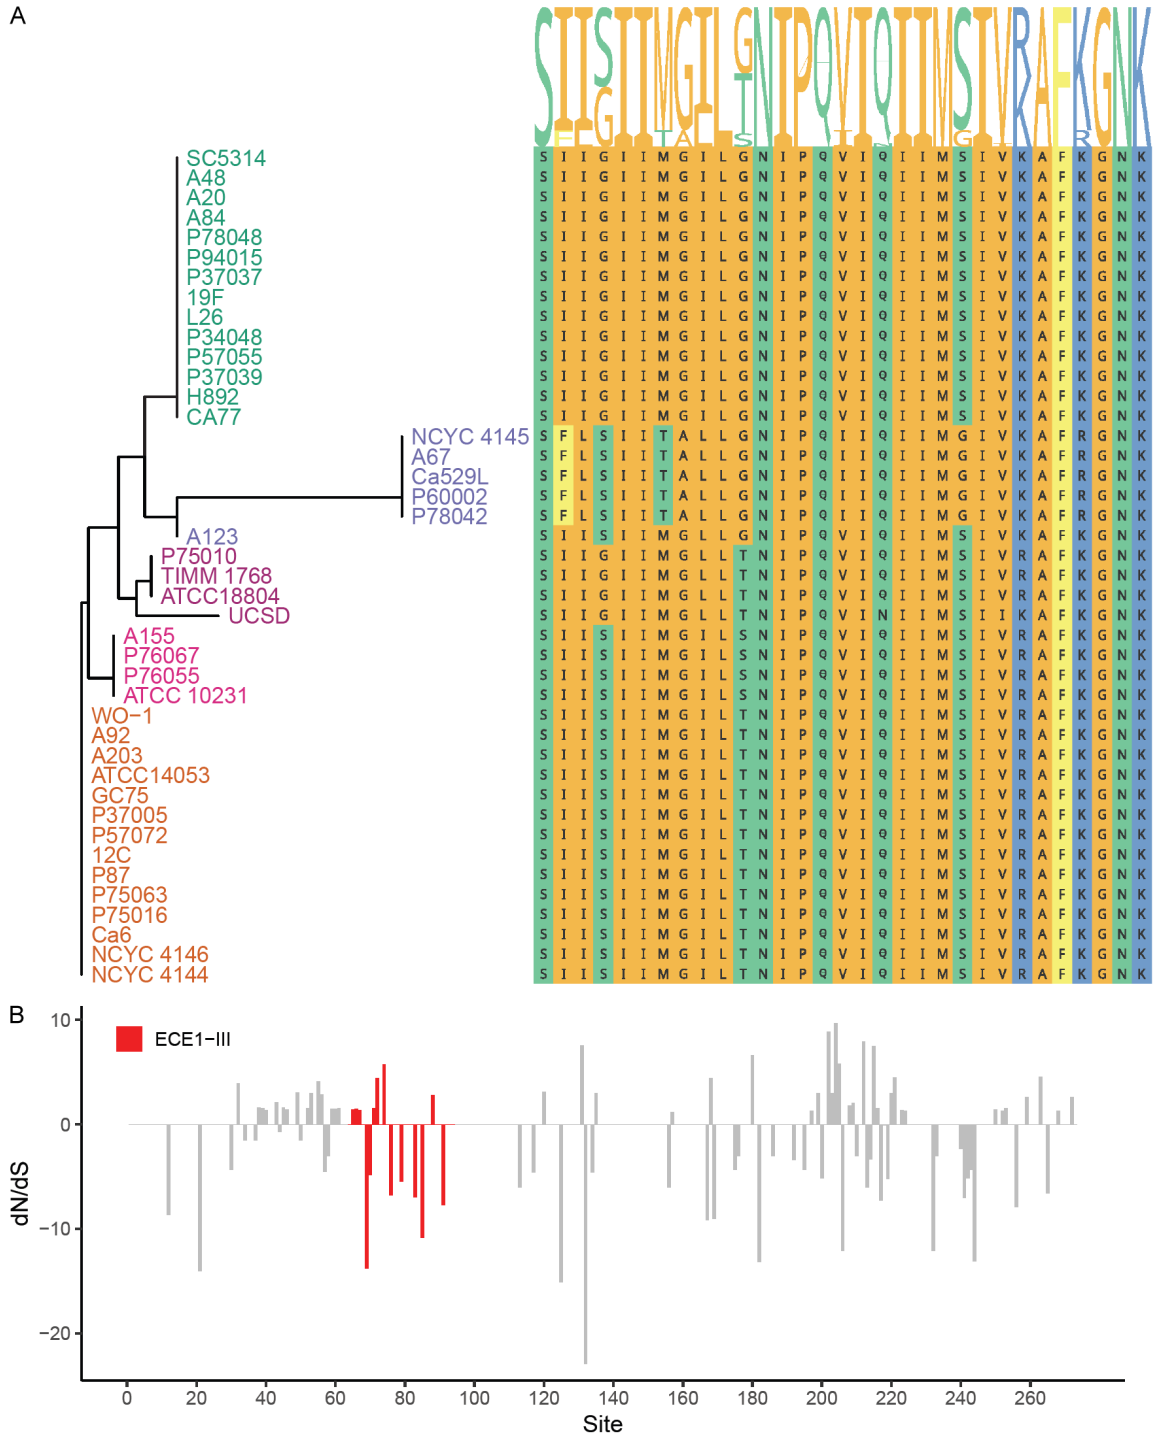 A
SIISIIMGILGNIPQVIQIIMSIVRAFKGNK
SC5314 S I I G I I M G I L G N I P Q V I Q I I M S I V K A F K G N K
A48 S I I G I I M G I L G N I P Q V I Q I I M S I V K A F K G N K
A20 S I I G I I M G I L G N I P Q V I Q I I M S I V K A F K G N K
A84 S I I G I I M G I L G N I P Q V I Q I I M S I V K A F K G N K
P78048 S I I G I I M G I L G N I P Q V I Q I I M S I V K A F K G N K
P94015 S I I G I I M G I L G N I P Q V I Q I I M S I V K A F K G N K
P37037 S I I G I I M G I L G N I P Q V I Q I I M S I V K A F K G N K
19F S I I G I I M G I L G N I P Q V I Q I I M S I V K A F K G N K
L26 S I I G I I M G I L G N I P Q V I Q I I M S I V K A F K G N K
P34048 S I I G I I M G I L G N I P Q V I Q I I M S I V K A F K G N K
P57055 S I I G I I M G I L G N I P Q V I Q I I M S I V K A F K G N K
P37039 S I I G I I M G I L G N I P Q V I Q I I M S I V K A F K G N K
H892 S I I G I I M G I L G N I P Q V I Q I I M S I V K A F K G N K
CA77 S I I G I I M G I L G N I P Q V I Q I I M S I V K A F K G N K
NCYC 4145 S F L S I I T A L L G N I P Q I I Q I I M G I V K A F R G N K
A67 S F L S I I T A L L G N I P Q I I Q I I M G I V K A F R G N K
Ca529L S F L S I I T A L L G N I P Q I I Q I I M G I V K A F R G N K
P60002 S F L S I I T A L L G N I P Q I I Q I I M G I V K A F R G N K
P78042 S F L S I I T A L L G N I P Q I I Q I I M G I V K A F R G N K
A123 S I I S I I M G L L G N I P Q V I Q I I M S I V K A F K G N K
P75010 S I I G I I M G L L T N I P Q V I Q I I M S I V R A F K G N K
TIMM 1768 S I I G I I M G L L T N I P Q V I Q I I M S I V R A F K G N K
ATCC18804 S I I G I I M G L L T N I P Q V I Q I I M S I V R A F K G N K
UCSD S I I G I I M G L L T N I P Q V I N I I M S I I K A F K G N K
A155 S I I S I I M G I L S N I P Q V I Q I I M S I V R A F K G N K
P76067 S I I S I I M G I L S N I P Q V I Q I I M S I V R A F K G N K
P76055 S I I S I I M G I L S N I P Q V I Q I I M S I V R A F K G N K
ATCC 10231 S I I S I I M G I L S N I P Q V I Q I I M S I V R A F K G N K
WO−1 S I I S I I M G I L T N I P Q V I Q I I M S I V R A F K G N K
A92 S I I S I I M G I L T N I P Q V I Q I I M S I V R A F K G N K
A203 S I I S I I M G I L T N I P Q V I Q I I M S I V R A F K G N K
ATCC14053 S I I S I I M G I L T N I P Q V I Q I I M S I V R A F K G N K
GC75 S I I S I I M G I L T N I P Q V I Q I I M S I V R A F K G N K
P37005 S I I S I I M G I L T N I P Q V I Q I I M S I V R A F K G N K
P57072 S I I S I I M G I L T N I P Q V I Q I I M S I V R A F K G N K
12C S I I S I I M G I L T N I P Q V I Q I I M S I V R A F K G N K
P87 S I I S I I M G I L T N I P Q V I Q I I M S I V R A F K G N K
P75063 S I I S I I M G I L T N I P Q V I Q I I M S I V R A F K G N K
P75016 S I I S I I M G I L T N I P Q V I Q I I M S I V R A F K G N K
Ca6 S I I S I I M G I L T N I P Q V I Q I I M S I V R A F K G N K
NCYC 4146 S I I S I I M G I L T N I P Q V I Q I I M S I V R A F K G N K
NCYC 4144 S I I S I I M G I L T N I P Q V I Q I I M S I V R A F K G N K
B
ECE1−III
10
0
−10
−20
dN/dS
0 20 40 60 80 100 120 140 160 180 200 220 240 260
Site